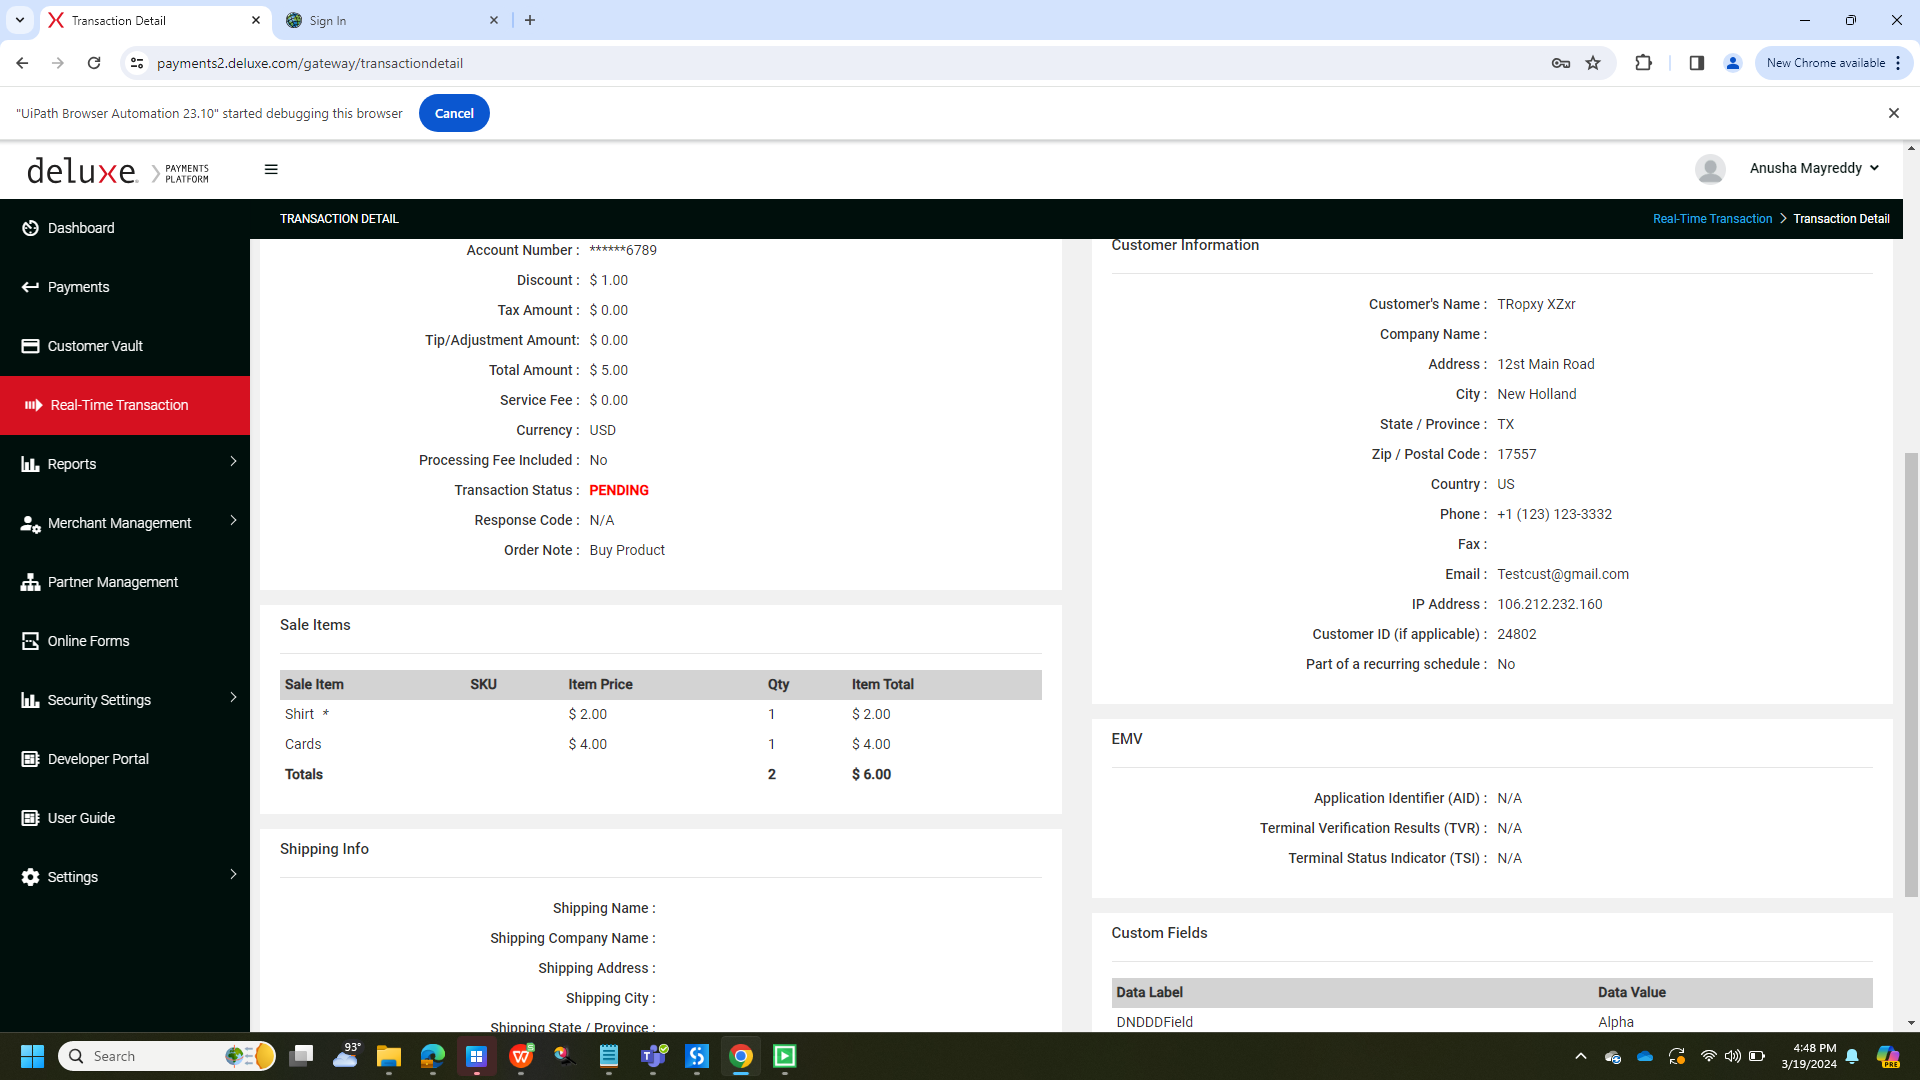 Transaction Detail
Sign In
payments2.deluxe.com/gateway/transactiondetail
New Chrome available
"UiPath Browser Automation 23.10" started debugging this browser
Cancel
deluxe.
PAYMENTS
PLATFORM
Anusha Mayreddy
TRANSACTION DETAIL
Real-Time Transaction
Transaction Detail
Dashboard
Payments
Customer Vault
Real-Time Transaction
Reports
Merchant Management
Partner Management
Online Forms
Security Settings
Developer Portal
User Guide
Settings
Account Number : ******6789
Discount : $ 1.00
Tax Amount : $ 0.00
Tip/Adjustment Amount: $ 0.00
Total Amount : $ 5.00
Service Fee : $ 0.00
Currency : USD
Processing Fee Included : No
Transaction Status : PENDING
Response Code : N/A
Order Note : Buy Product
Sale Items
Sale Item SKU Item Price Qty Item Total
Shirt * $ 2.00 1 $ 2.00
Cards $ 4.00 1 $ 4.00
Totals 2 $ 6.00
Shipping Info
Shipping Name :
Shipping Company Name :
Shipping Address :
Shipping City :
Shipping State / Province :
Customer Information
Customer's Name : TRopxy XZxr
Company Name :
Address : 12st Main Road
City : New Holland
State / Province : TX
Zip / Postal Code : 17557
Country : US
Phone : +1 (123) 123-3332
Fax :
Email : Testcust@gmail.com
IP Address : 106.212.232.160
Customer ID (if applicable) : 24802
Part of a recurring schedule : No
EMV
Application Identifier (AID) : N/A
Terminal Verification Results (TVR) : N/A
Terminal Status Indicator (TSI) : N/A
Custom Fields
Data Label Data Value
DNDDDField Alpha
Search
93°
4:48 PM
3/19/2024
PRE